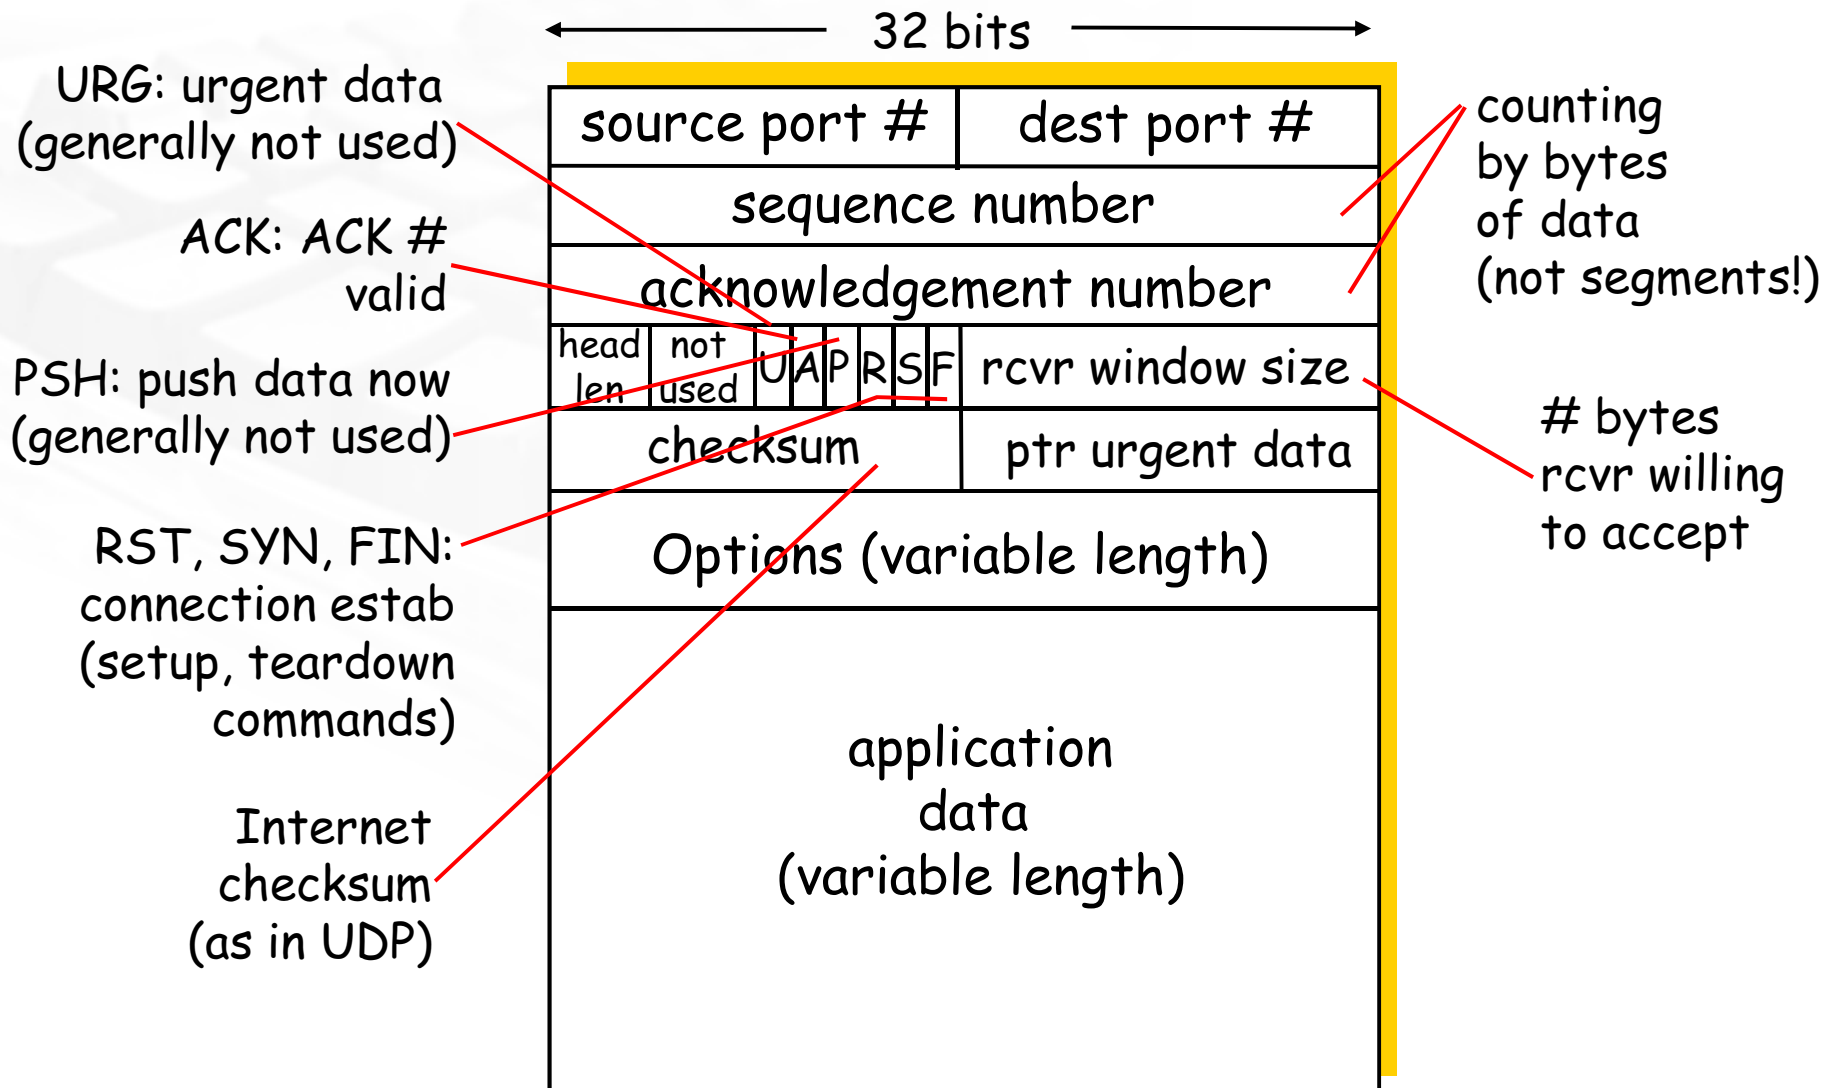 32 bits
URG: urgent data
(generally not used)
ACK: ACK #
valid
PSH: push data now
(generally not used)
RST, SYN, FIN:
connection estab
(setup, teardown
commands)
Internet
checksum
(as in UDP)
source port #
dest port #
sequence number
acknowledgement number
head
len
not
used
U
A
P
R
S
F
rcvr window size
checksum
ptr urgent data
Options (variable length)
application
data
(variable length)
counting
by bytes
of data
(not segments!)
# bytes
rcvr willing
to accept